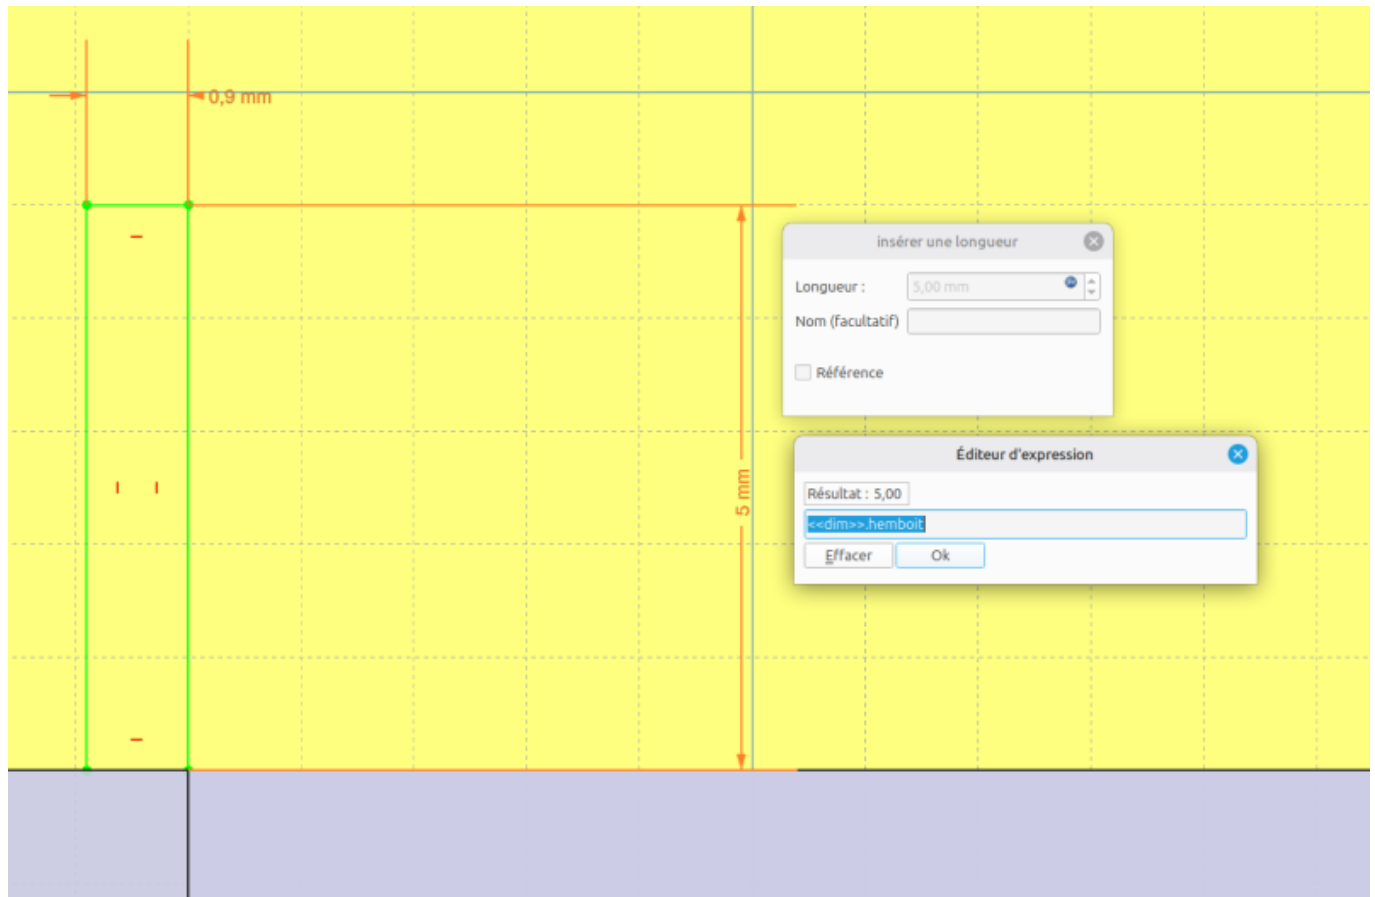 0,9 mm
insérer une longueur
Longueur : 5,00 mm
Nom (facultatif)
Référence
5 mm
Éditeur d'expression
Résultat : 5,00
<<dim>>.hemboit
Effacer Ok